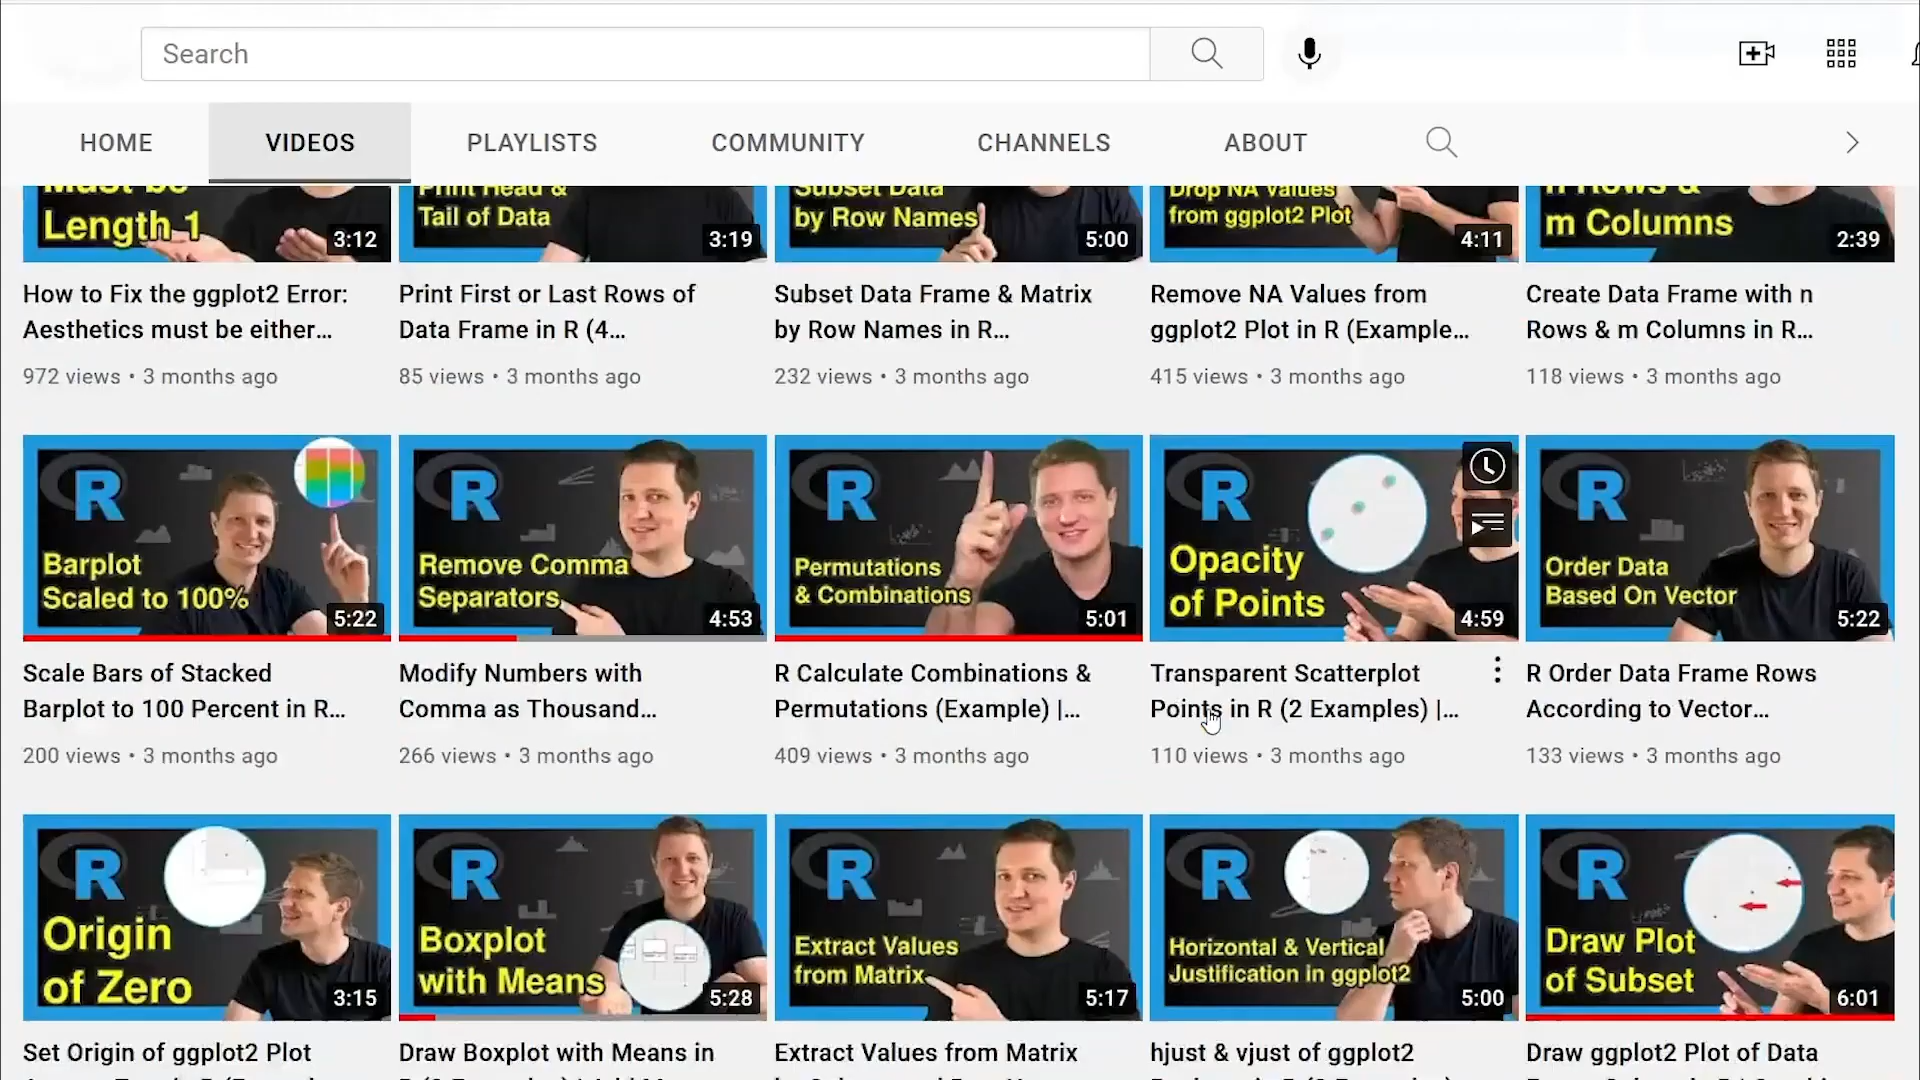 Search
HOME
VIDEOS
PLAYLISTS
COMMUNITY
CHANNELS
ABOUT
Must be
Length 1
3:12
Print Head &
Tail of Data
3:19
Subset Data
by Row Names
5:00
Drop NA Values
from ggplot2 Plot
4:11
n Rows &
m Columns
2:39
How to Fix the ggplot2 Error:
Aesthetics must be either...
972 views • 3 months ago
Print First or Last Rows of
Data Frame in R (4...
85 views • 3 months ago
Subset Data Frame & Matrix
by Row Names in R...
232 views • 3 months ago
Remove NA Values from
ggplot2 Plot in R (Example...
415 views • 3 months ago
Create Data Frame with n
Rows & m Columns in R...
118 views • 3 months ago
R
Barplot
Scaled to 100%
5:22
R
Remove Comma
Separators
4:53
R
Permutations
& Combinations
5:01
R
Opacity
of Points
4:59
R
Order Data
Based On Vector
5:22
Scale Bars of Stacked
Barplot to 100 Percent in R...
200 views • 3 months ago
Modify Numbers with
Comma as Thousand...
266 views • 3 months ago
R Calculate Combinations &
Permutations (Example) |...
409 views • 3 months ago
Transparent Scatterplot
Points in R (2 Examples) |...
110 views • 3 months ago
R Order Data Frame Rows
According to Vector...
133 views • 3 months ago
R
Origin
of Zero
3:15
R
Boxplot
with Means
5:28
R
Extract Values
from Matrix
5:17
R
Horizontal & Vertical
Justification in ggplot2
5:00
R
Draw Plot
of Subset
6:01
Set Origin of ggplot2 Plot
Draw Boxplot with Means in
Extract Values from Matrix
hjust & vjust of ggplot2
Draw ggplot2 Plot of Data